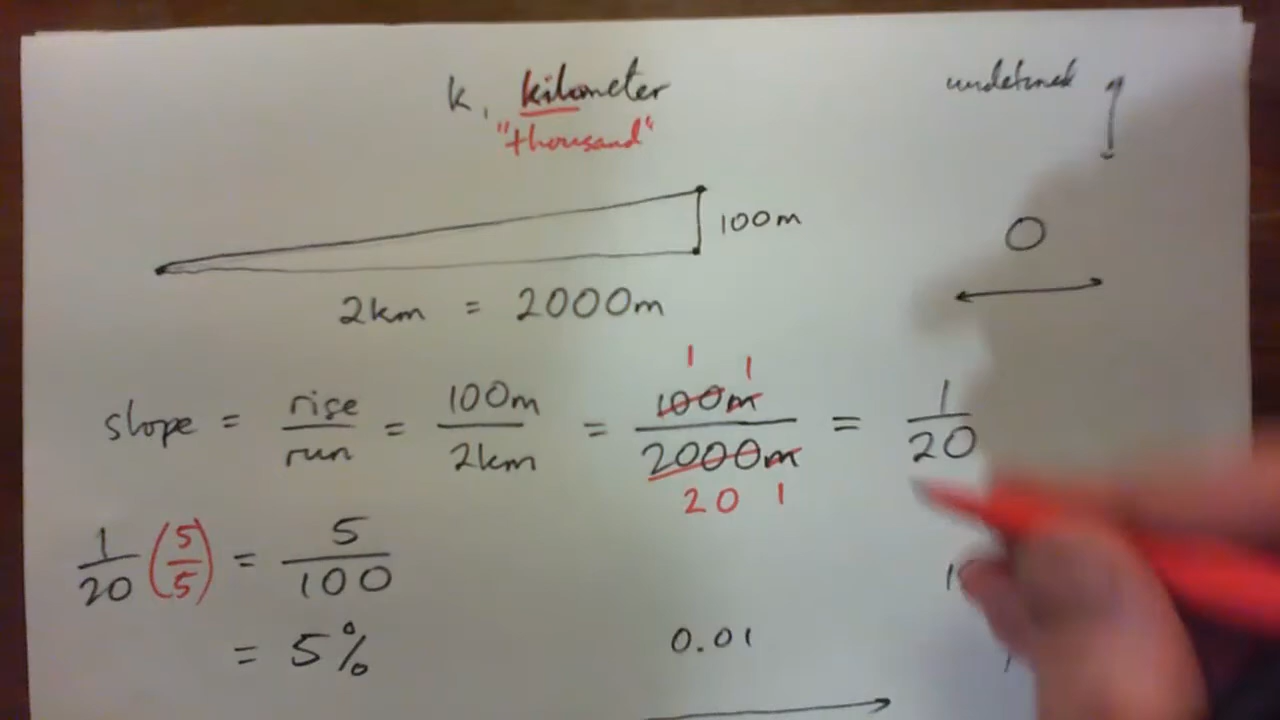 k, kilometer
undefined
"thousand"
100m
0
2km = 2000m
slope = rise/run = 100m/2km = 100m/2000m = 1/20
1 1
20 1
1/20 (5/5) = 5/100
= 5%
0.01